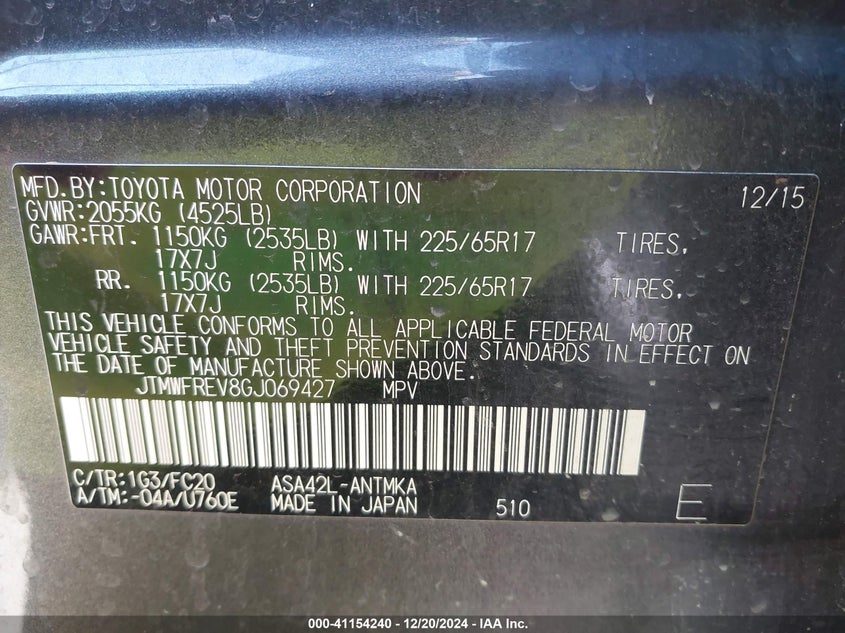 MFD.BY:TOYOTA MOTOR CORPORATION 12/15
GVWR:2055KG (4525LB)
GAWR:FRT. 1150KG (2535LB) WITH 225/65R17 TIRES,
17X7J RIMS.
RR. 1150KG (2535LB) WITH 225/65R17 TIRES,
17X7J RIMS.
THIS VEHICLE CONFORMS TO ALL APPLICABLE FEDERAL MOTOR
VEHICLE SAFETY AND THEFT PREVENTION STANDARDS IN EFFECT ON
THE DATE OF MANUFACTURE SHOWN ABOVE.
JTMWFREV8GJ069427 MPV
C/TR:1G3/FC20 ASA42L-ANTMKA
A/TM:-04A/U760E MADE IN JAPAN 510 E
000-41154240 - 12/20/2024 - IAA Inc.